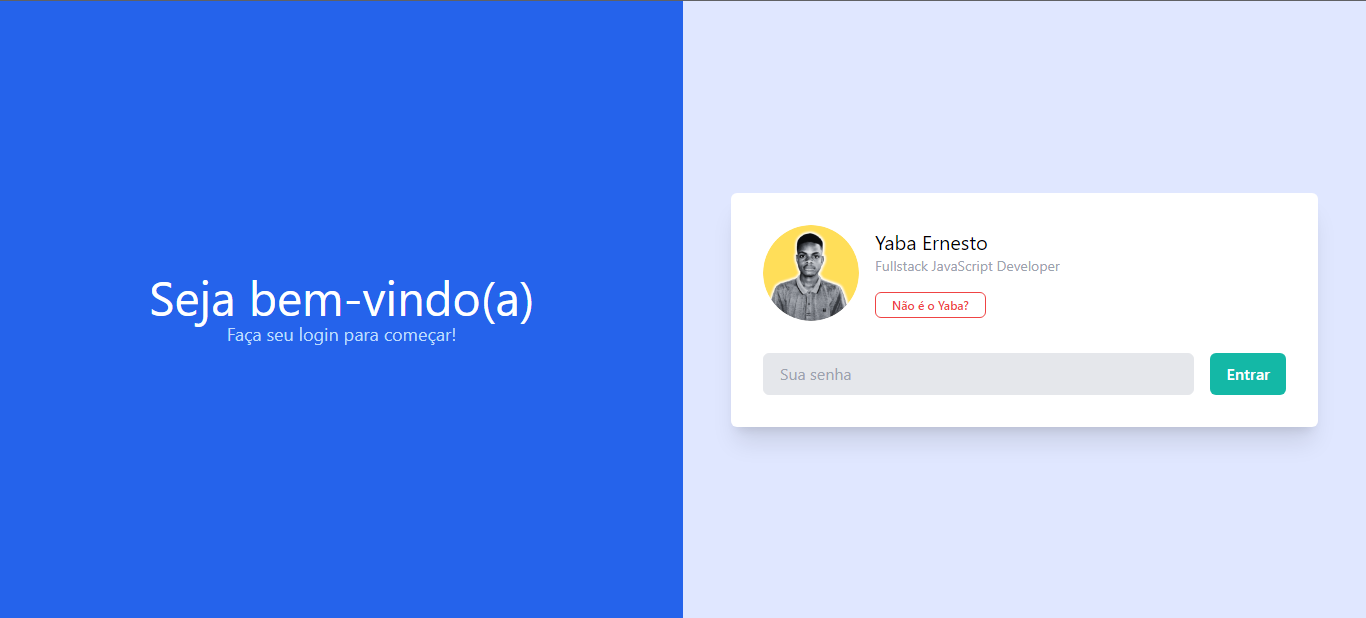 Seja bem-vindo(a)
Faça seu login para começar!
Yaba Ernesto
Fullstack JavaScript Developer
Não é o Yaba?
Sua senha
Entrar